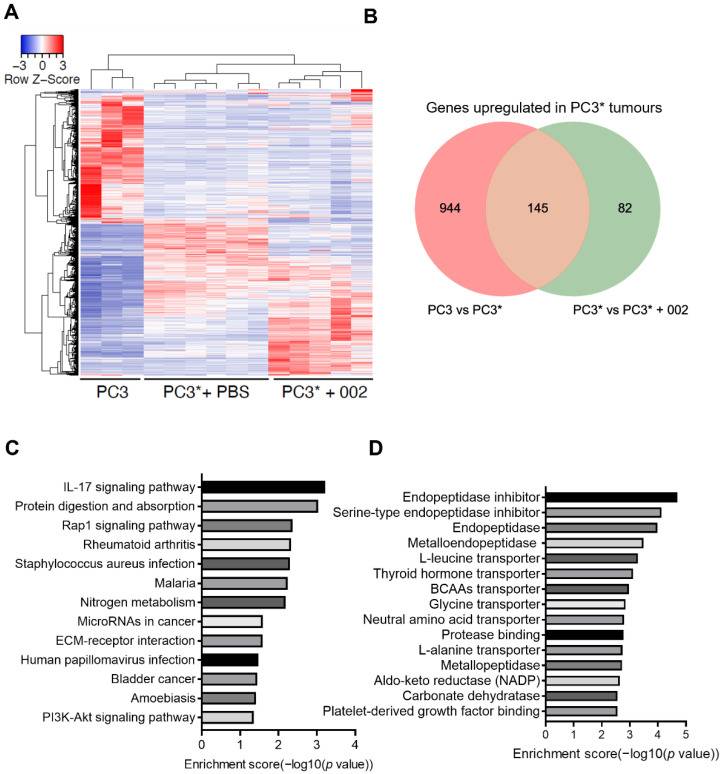 A
−3 0 3
Row Z−Score
PC3
PC3*+ PBS
PC3* + 002
B
Genes upregulated in PC3* tumours
944
145
82
PC3 vs PC3*
PC3* vs PC3* + 002
C
IL-17 signaling pathway
Protein digestion and absorption
Rap1 signaling pathway
Rheumatoid arthritis
Staphylococcus aureus infection
Malaria
Nitrogen metabolism
MicroRNAs in cancer
ECM-receptor interaction
Human papillomavirus infection
Bladder cancer
Amoebiasis
PI3K-Akt signaling pathway
0 1 2 3 4
Enrichment score(−log10(p value))
D
Endopeptidase inhibitor
Serine-type endopeptidase inhibitor
Endopeptidase
Metalloendopeptidase
L-leucine transporter
Thyroid hormone transporter
BCAAs transporter
Glycine transporter
Neutral amino acid transporter
Protease binding
L-alanine transporter
Metallopeptidase
Aldo-keto reductase (NADP)
Carbonate dehydratase
Platelet-derived growth factor binding
0 1 2 3 4 5
Enrichment score(−log10(p value))